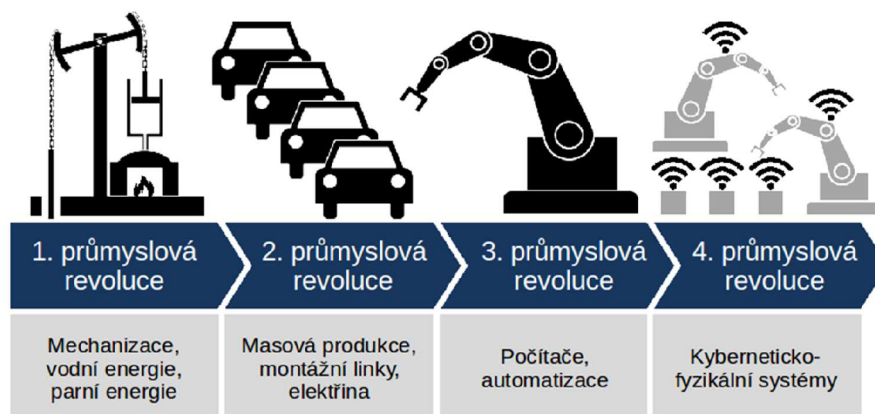 1. průmyslová
revoluce
2. průmyslová
revoluce
3. průmyslová
revoluce
4. průmyslová
revoluce
Mechanizace,
vodní energie,
parní energie
Masová produkce,
montážní linky,
elektřina
Počítače,
automatizace
Kyberneticko-
fyzikální systémy